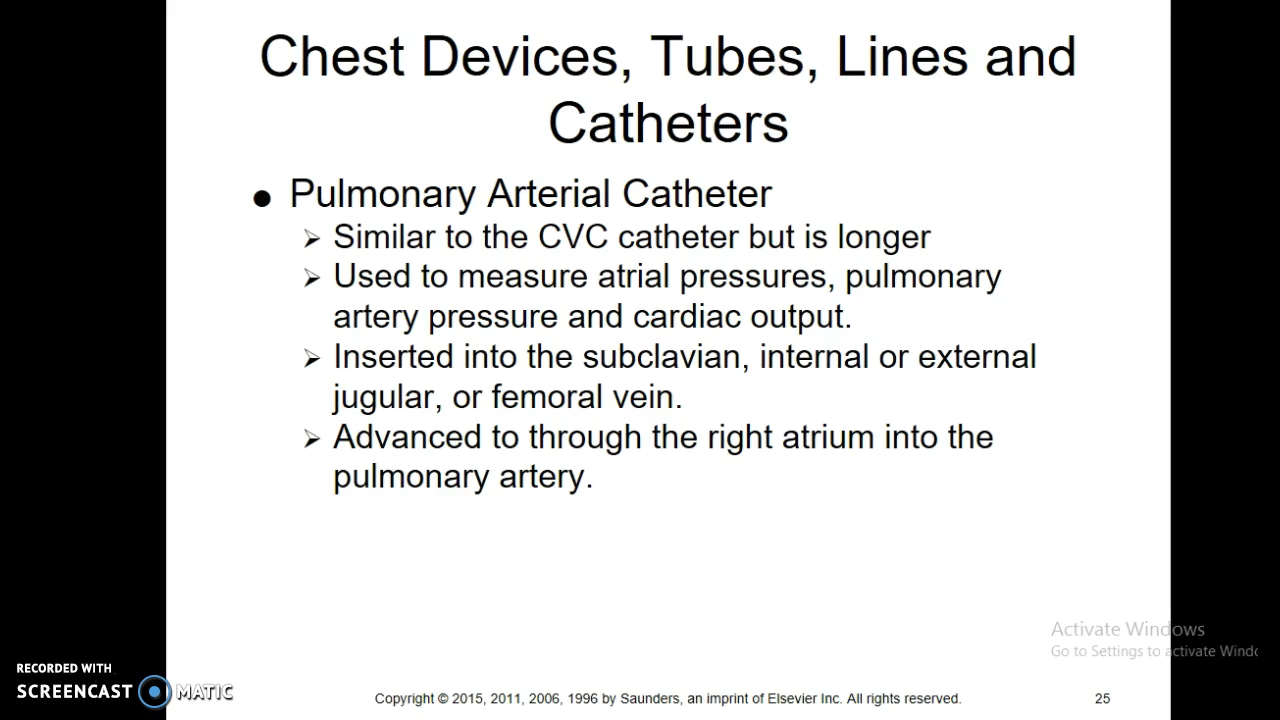 Chest Devices, Tubes, Lines and
Catheters
● Pulmonary Arterial Catheter
➢ Similar to the CVC catheter but is longer
➢ Used to measure atrial pressures, pulmonary
artery pressure and cardiac output.
➢ Inserted into the subclavian, internal or external
jugular, or femoral vein.
➢ Advanced to through the right atrium into the
pulmonary artery.
Activate Windows
Go to Settings to activate Windo
RECORDED WITH
SCREENCAST MATIC
Copyright © 2015, 2011, 2006, 1996 by Saunders, an imprint of Elsevier Inc. All rights reserved.
25